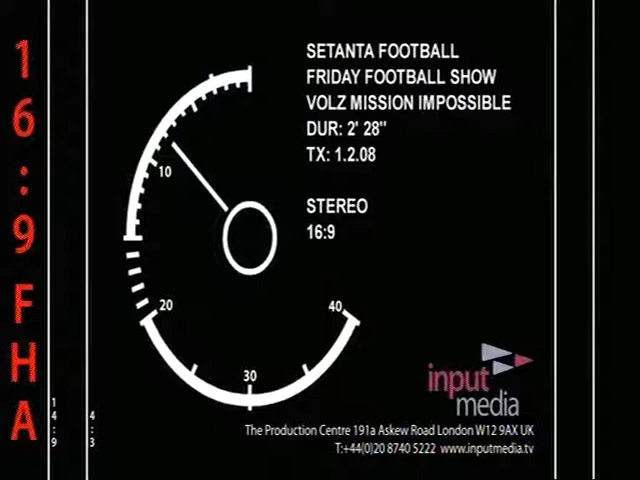 16:9 FHA
14:9
4:3
SETANTA FOOTBALL
FRIDAY FOOTBALL SHOW
VOLZ MISSION IMPOSSIBLE
DUR: 2' 28"
TX: 1.2.08
STEREO
16:9
10
20
30
40
input
media
The Production Centre 191a Askew Road London W12 9AX UK
T:+44(0)20 8740 5222 www.inputmedia.tv